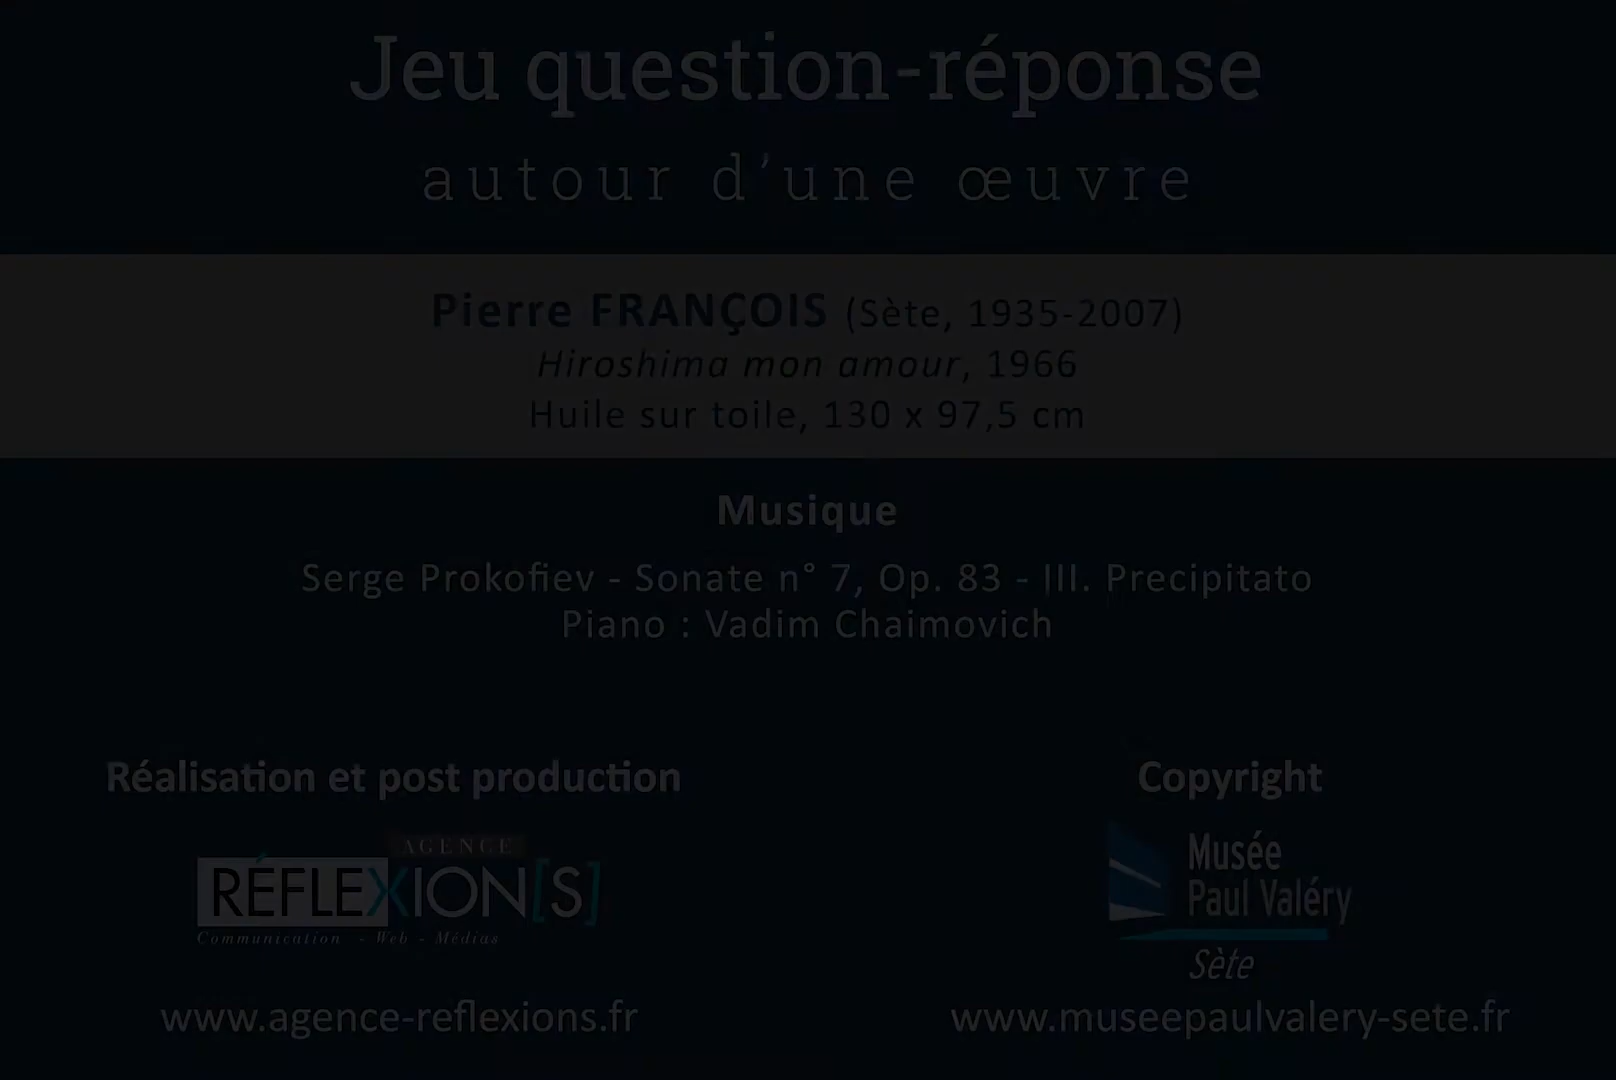 Jeu question-réponse
autour d’une œuvre
Pierre FRANÇOIS (Sète, 1935-2007)
Hiroshima mon amour, 1966
Huile sur toile, 130 x 97,5 cm
Musique
Serge Prokofiev - Sonate n° 7, Op. 83 - III. Precipitato
Piano : Vadim Chaimovich
Réalisation et post production
AGENCE
RÉFLEXION[S]
Communication - Web - Médias
www.agence-reflexions.fr
Copyright
Musée
Paul Valéry
Sète
www.museepaulvalery-sete.fr